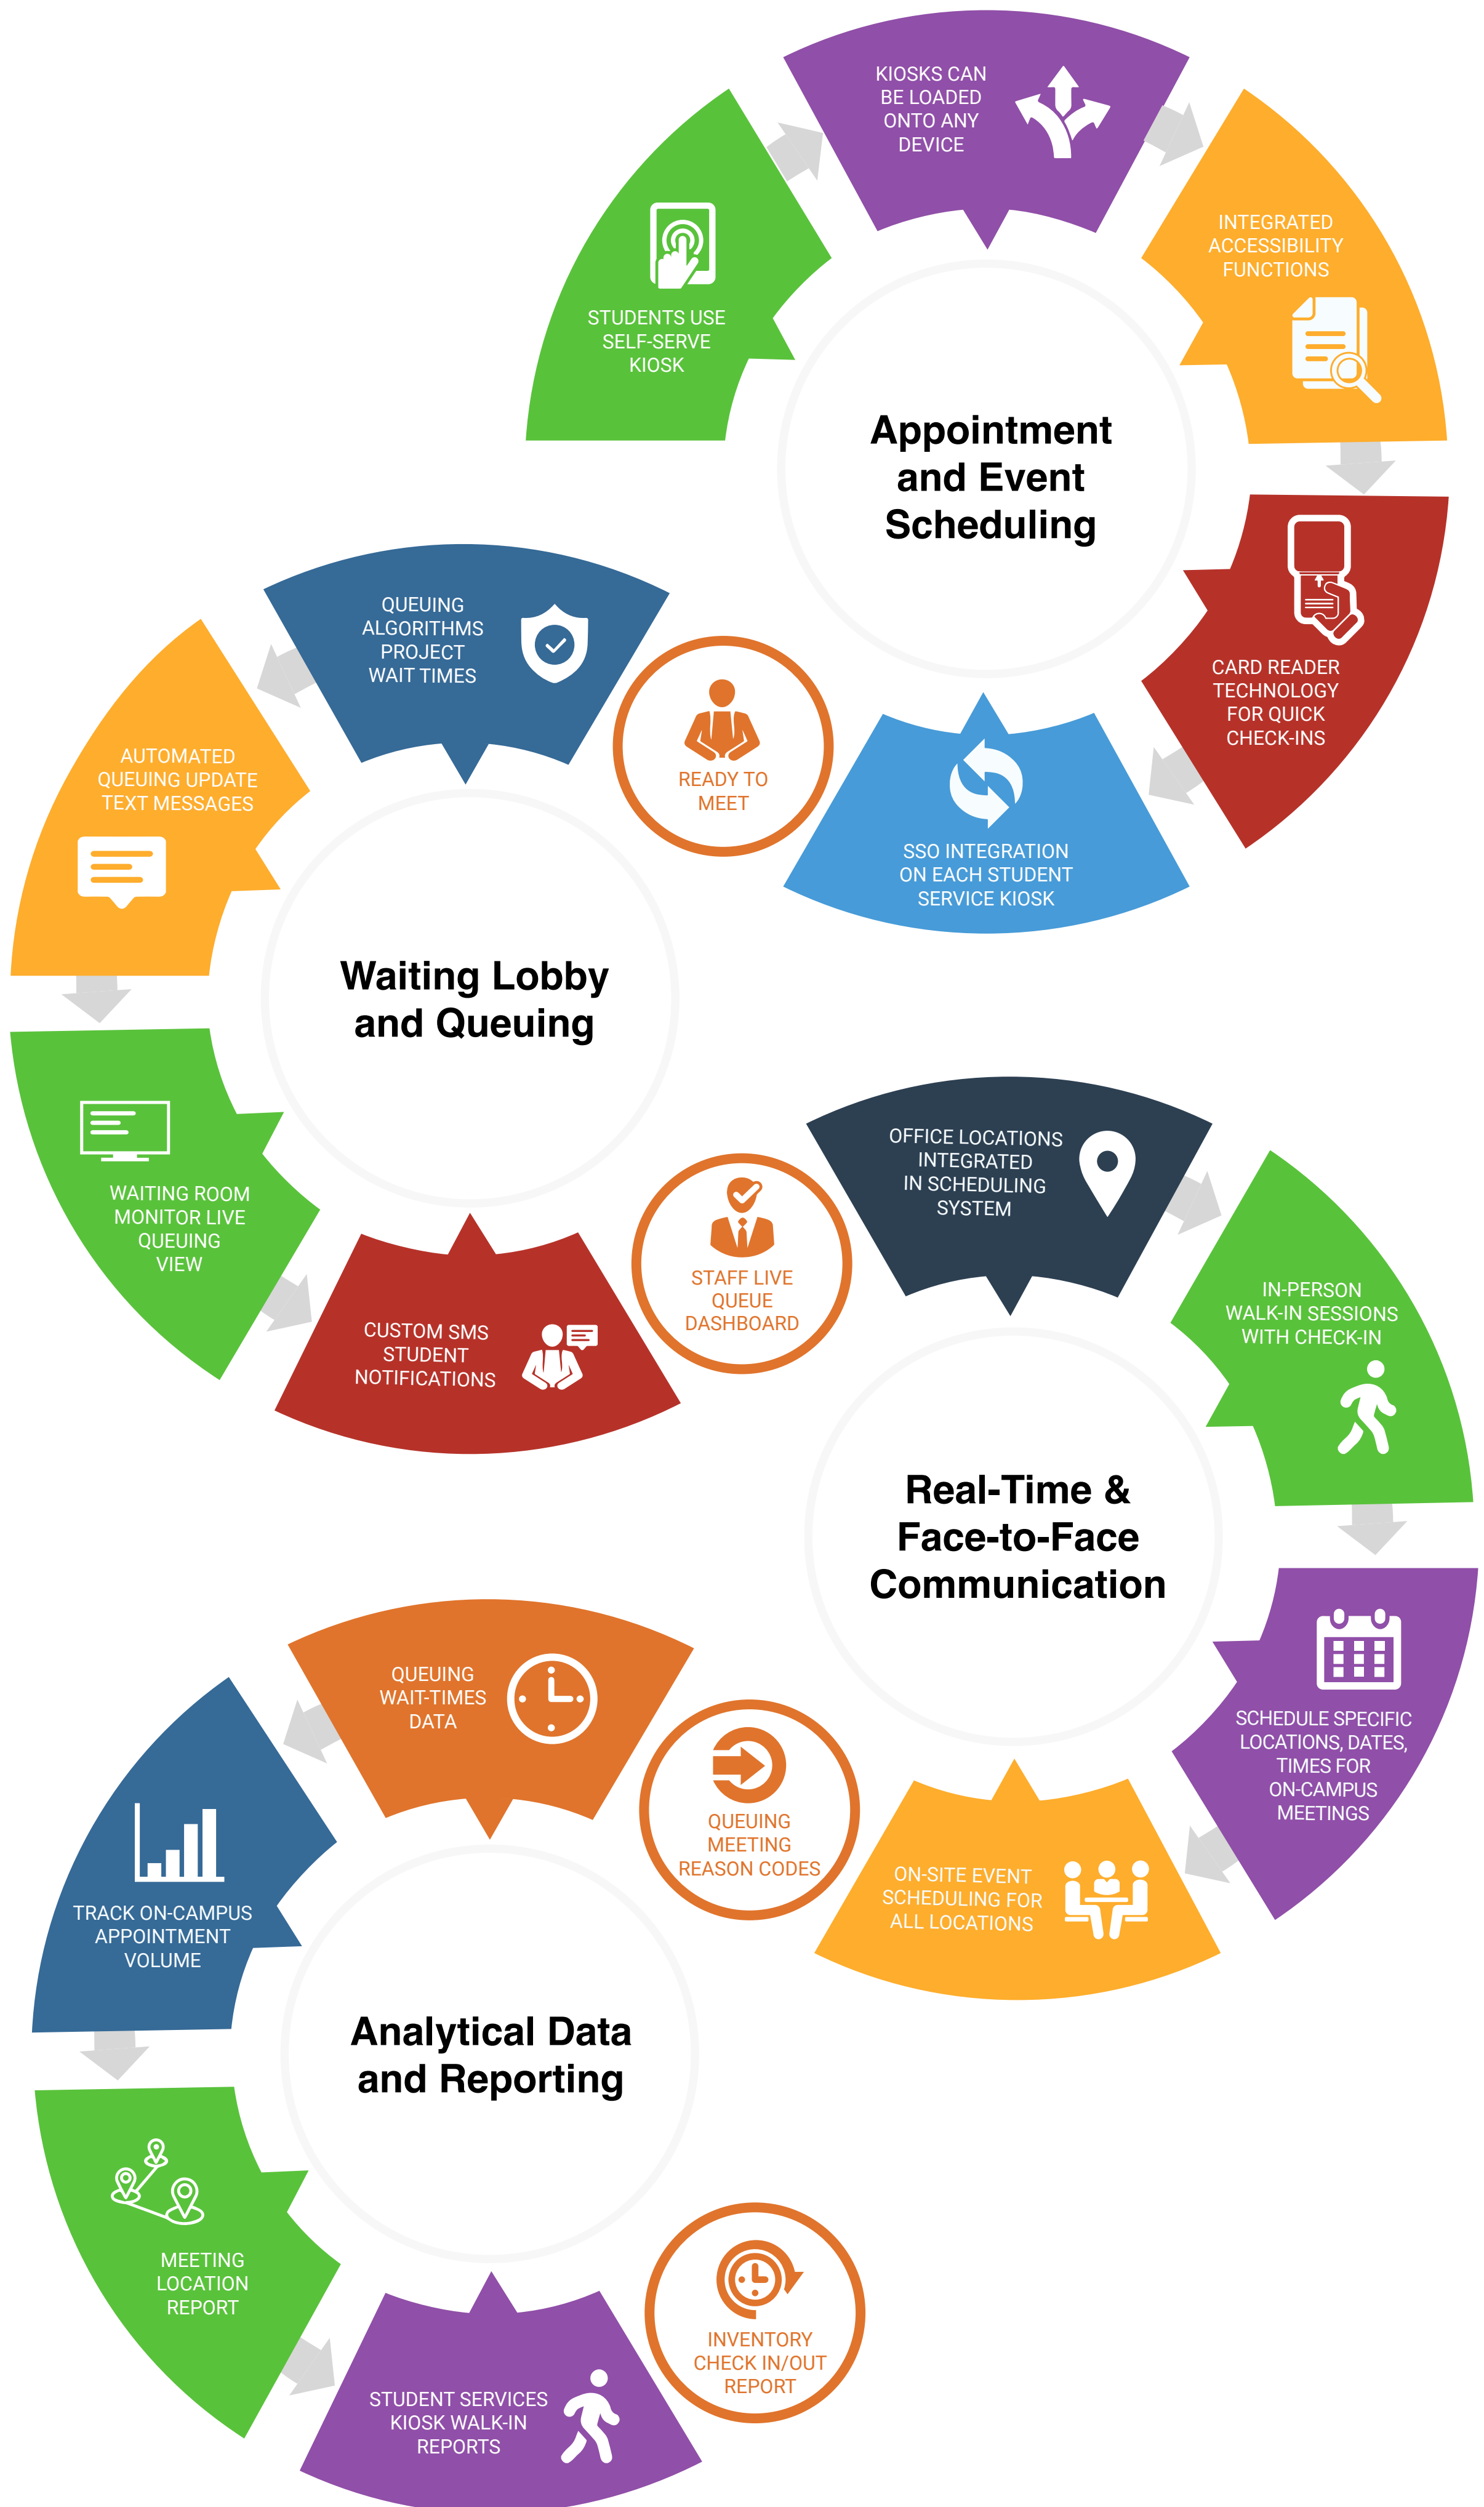 KIOSKS CAN
BE LOADED
ONTO ANY
DEVICE
STUDENTS USE
SELF-SERVE
KIOSK
INTEGRATED
ACCESSIBILITY
FUNCTIONS
Appointment
and Event
Scheduling
CARD READER
TECHNOLOGY
FOR QUICK
CHECK-INS
SSO INTEGRATION
ON EACH STUDENT
SERVICE KIOSK
READY TO
MEET
QUEUING
ALGORITHMS
PROJECT
WAIT TIMES
AUTOMATED
QUEUING UPDATE
TEXT MESSAGES
Waiting Lobby
and Queuing
WAITING ROOM
MONITOR LIVE
QUEUING
VIEW
CUSTOM SMS
STUDENT
NOTIFICATIONS
STAFF LIVE
QUEUE
DASHBOARD
OFFICE LOCATIONS
INTEGRATED
IN SCHEDULING
SYSTEM
IN-PERSON
WALK-IN SESSIONS
WITH CHECK-IN
Real-Time &
Face-to-Face
Communication
SCHEDULE SPECIFIC
LOCATIONS, DATES,
TIMES FOR
ON-CAMPUS
MEETINGS
ON-SITE EVENT
SCHEDULING FOR
ALL LOCATIONS
QUEUING
MEETING
REASON CODES
QUEUING
WAIT-TIMES
DATA
TRACK ON-CAMPUS
APPOINTMENT
VOLUME
Analytical Data
and Reporting
MEETING
LOCATION
REPORT
STUDENT SERVICES
KIOSK WALK-IN
REPORTS
INVENTORY
CHECK IN/OUT
REPORT